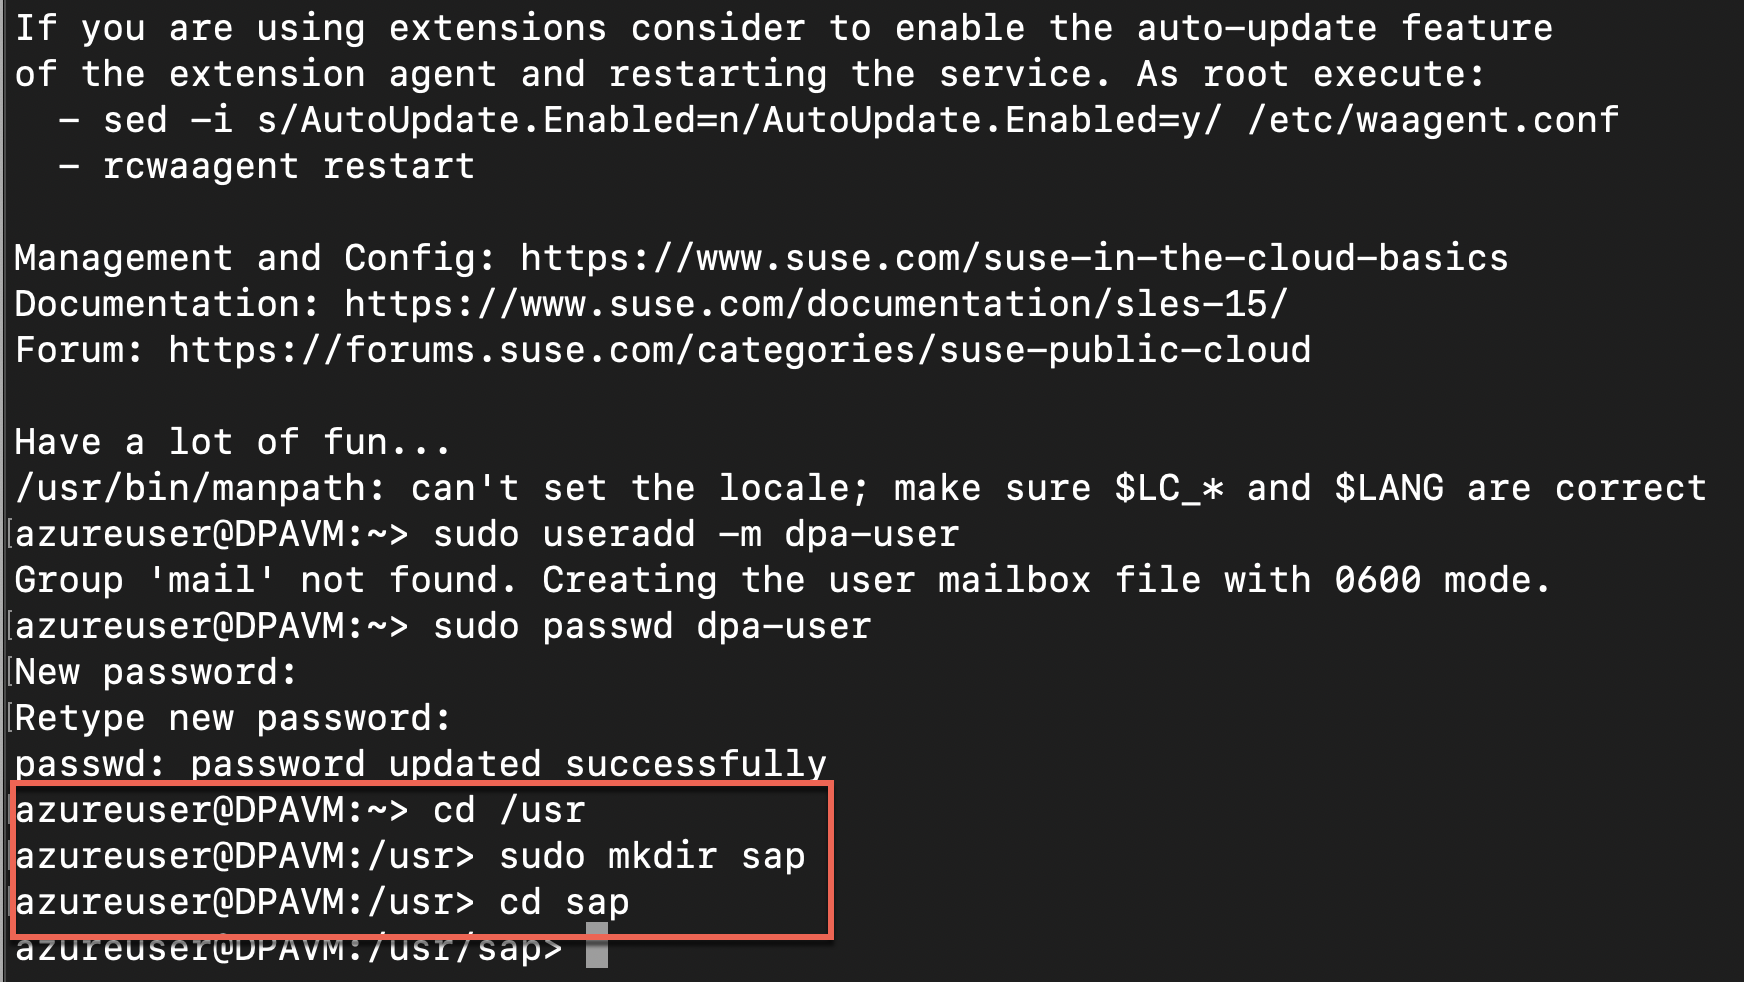 If you are using extensions consider to enable the auto-update feature
of the extension agent and restarting the service. As root execute:
  - sed -i s/AutoUpdate.Enabled=n/AutoUpdate.Enabled=y/ /etc/waagent.conf
  - rcwaagent restart

Management and Config: https://www.suse.com/suse-in-the-cloud-basics
Documentation: https://www.suse.com/documentation/sles-15/
Forum: https://forums.suse.com/categories/suse-public-cloud

Have a lot of fun...
/usr/bin/manpath: can't set the locale; make sure $LC_* and $LANG are correct
azureuser@DPAVM:~> sudo useradd -m dpa-user
Group 'mail' not found. Creating the user mailbox file with 0600 mode.
azureuser@DPAVM:~> sudo passwd dpa-user
New password:
Retype new password:
passwd: password updated successfully
azureuser@DPAVM:~> cd /usr
azureuser@DPAVM:/usr> sudo mkdir sap
azureuser@DPAVM:/usr> cd sap
azureuser@DPAVM:/usr/sap>